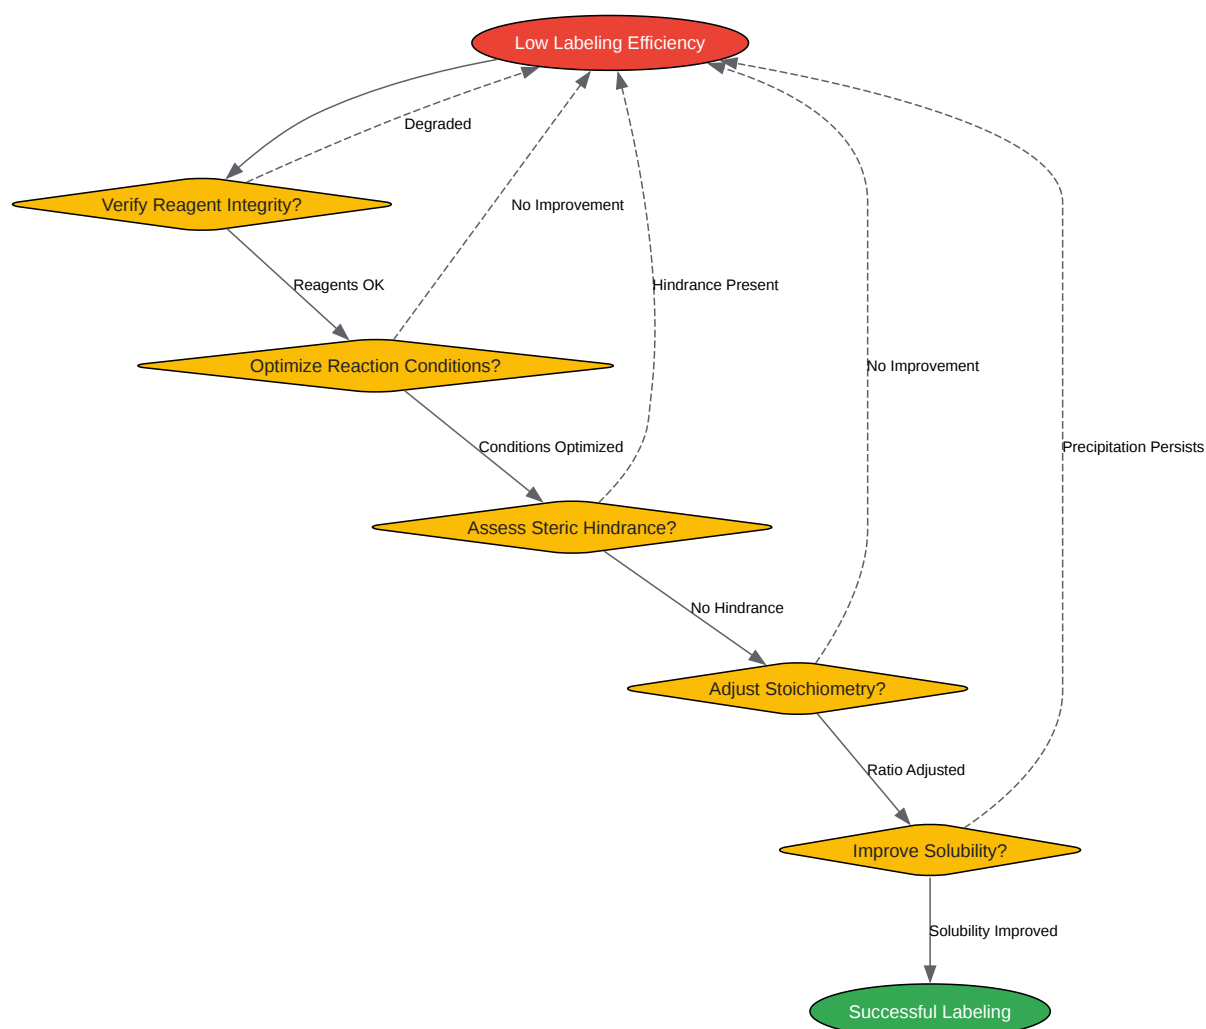 Low Labeling Efficiency
Degraded
Verify Reagent Integrity?
No Improvement
Reagents OK
Hindrance Present
Optimize Reaction Conditions?
No Improvement
Conditions Optimized
Precipitation Persists
Assess Steric Hindrance?
No Hindrance
Adjust Stoichiometry?
Ratio Adjusted
Improve Solubility?
Solubility Improved
Successful Labeling